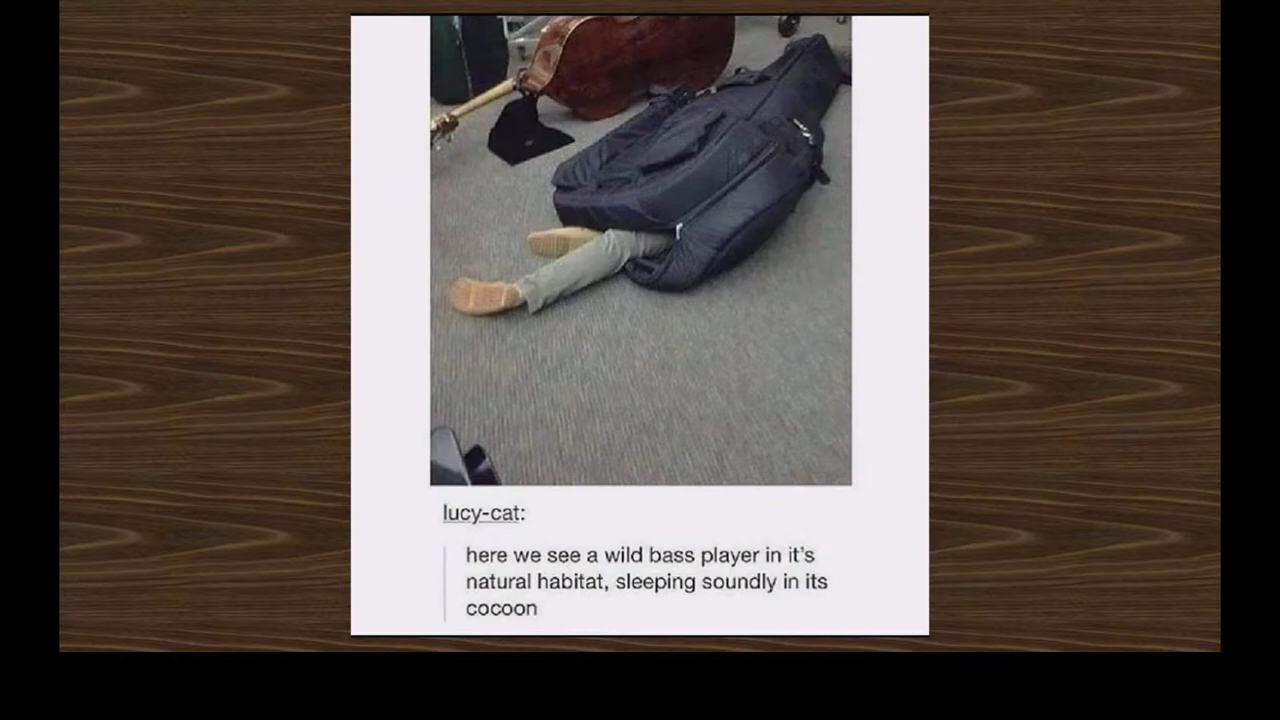 lucy-cat:
here we see a wild bass player in it's
natural habitat, sleeping soundly in its
cocoon